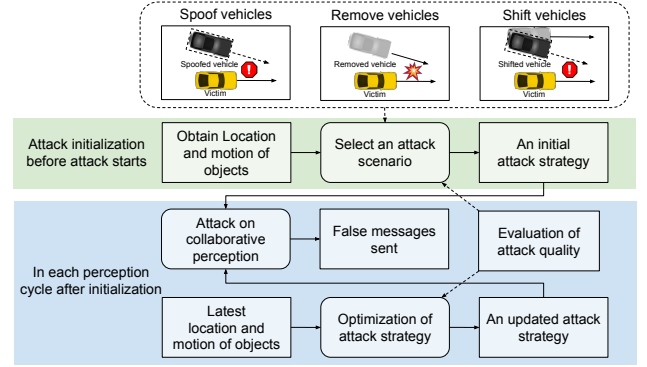 Spoof vehicles
Remove vehicles
Shift vehicles
Spoofed vehicle
Victim
Removed vehicle
Victim
Shifted vehicle
Victim
Attack initialization
before attack starts
Obtain Location
and motion of
objects
Select an attack
scenario
An initial
attack strategy
In each perception
cycle after initialization
Attack on
collaborative
perception
False messages
sent
Evaluation of
attack quality
Latest
location and
motion of objects
Optimization of
attack strategy
An updated attack
strategy